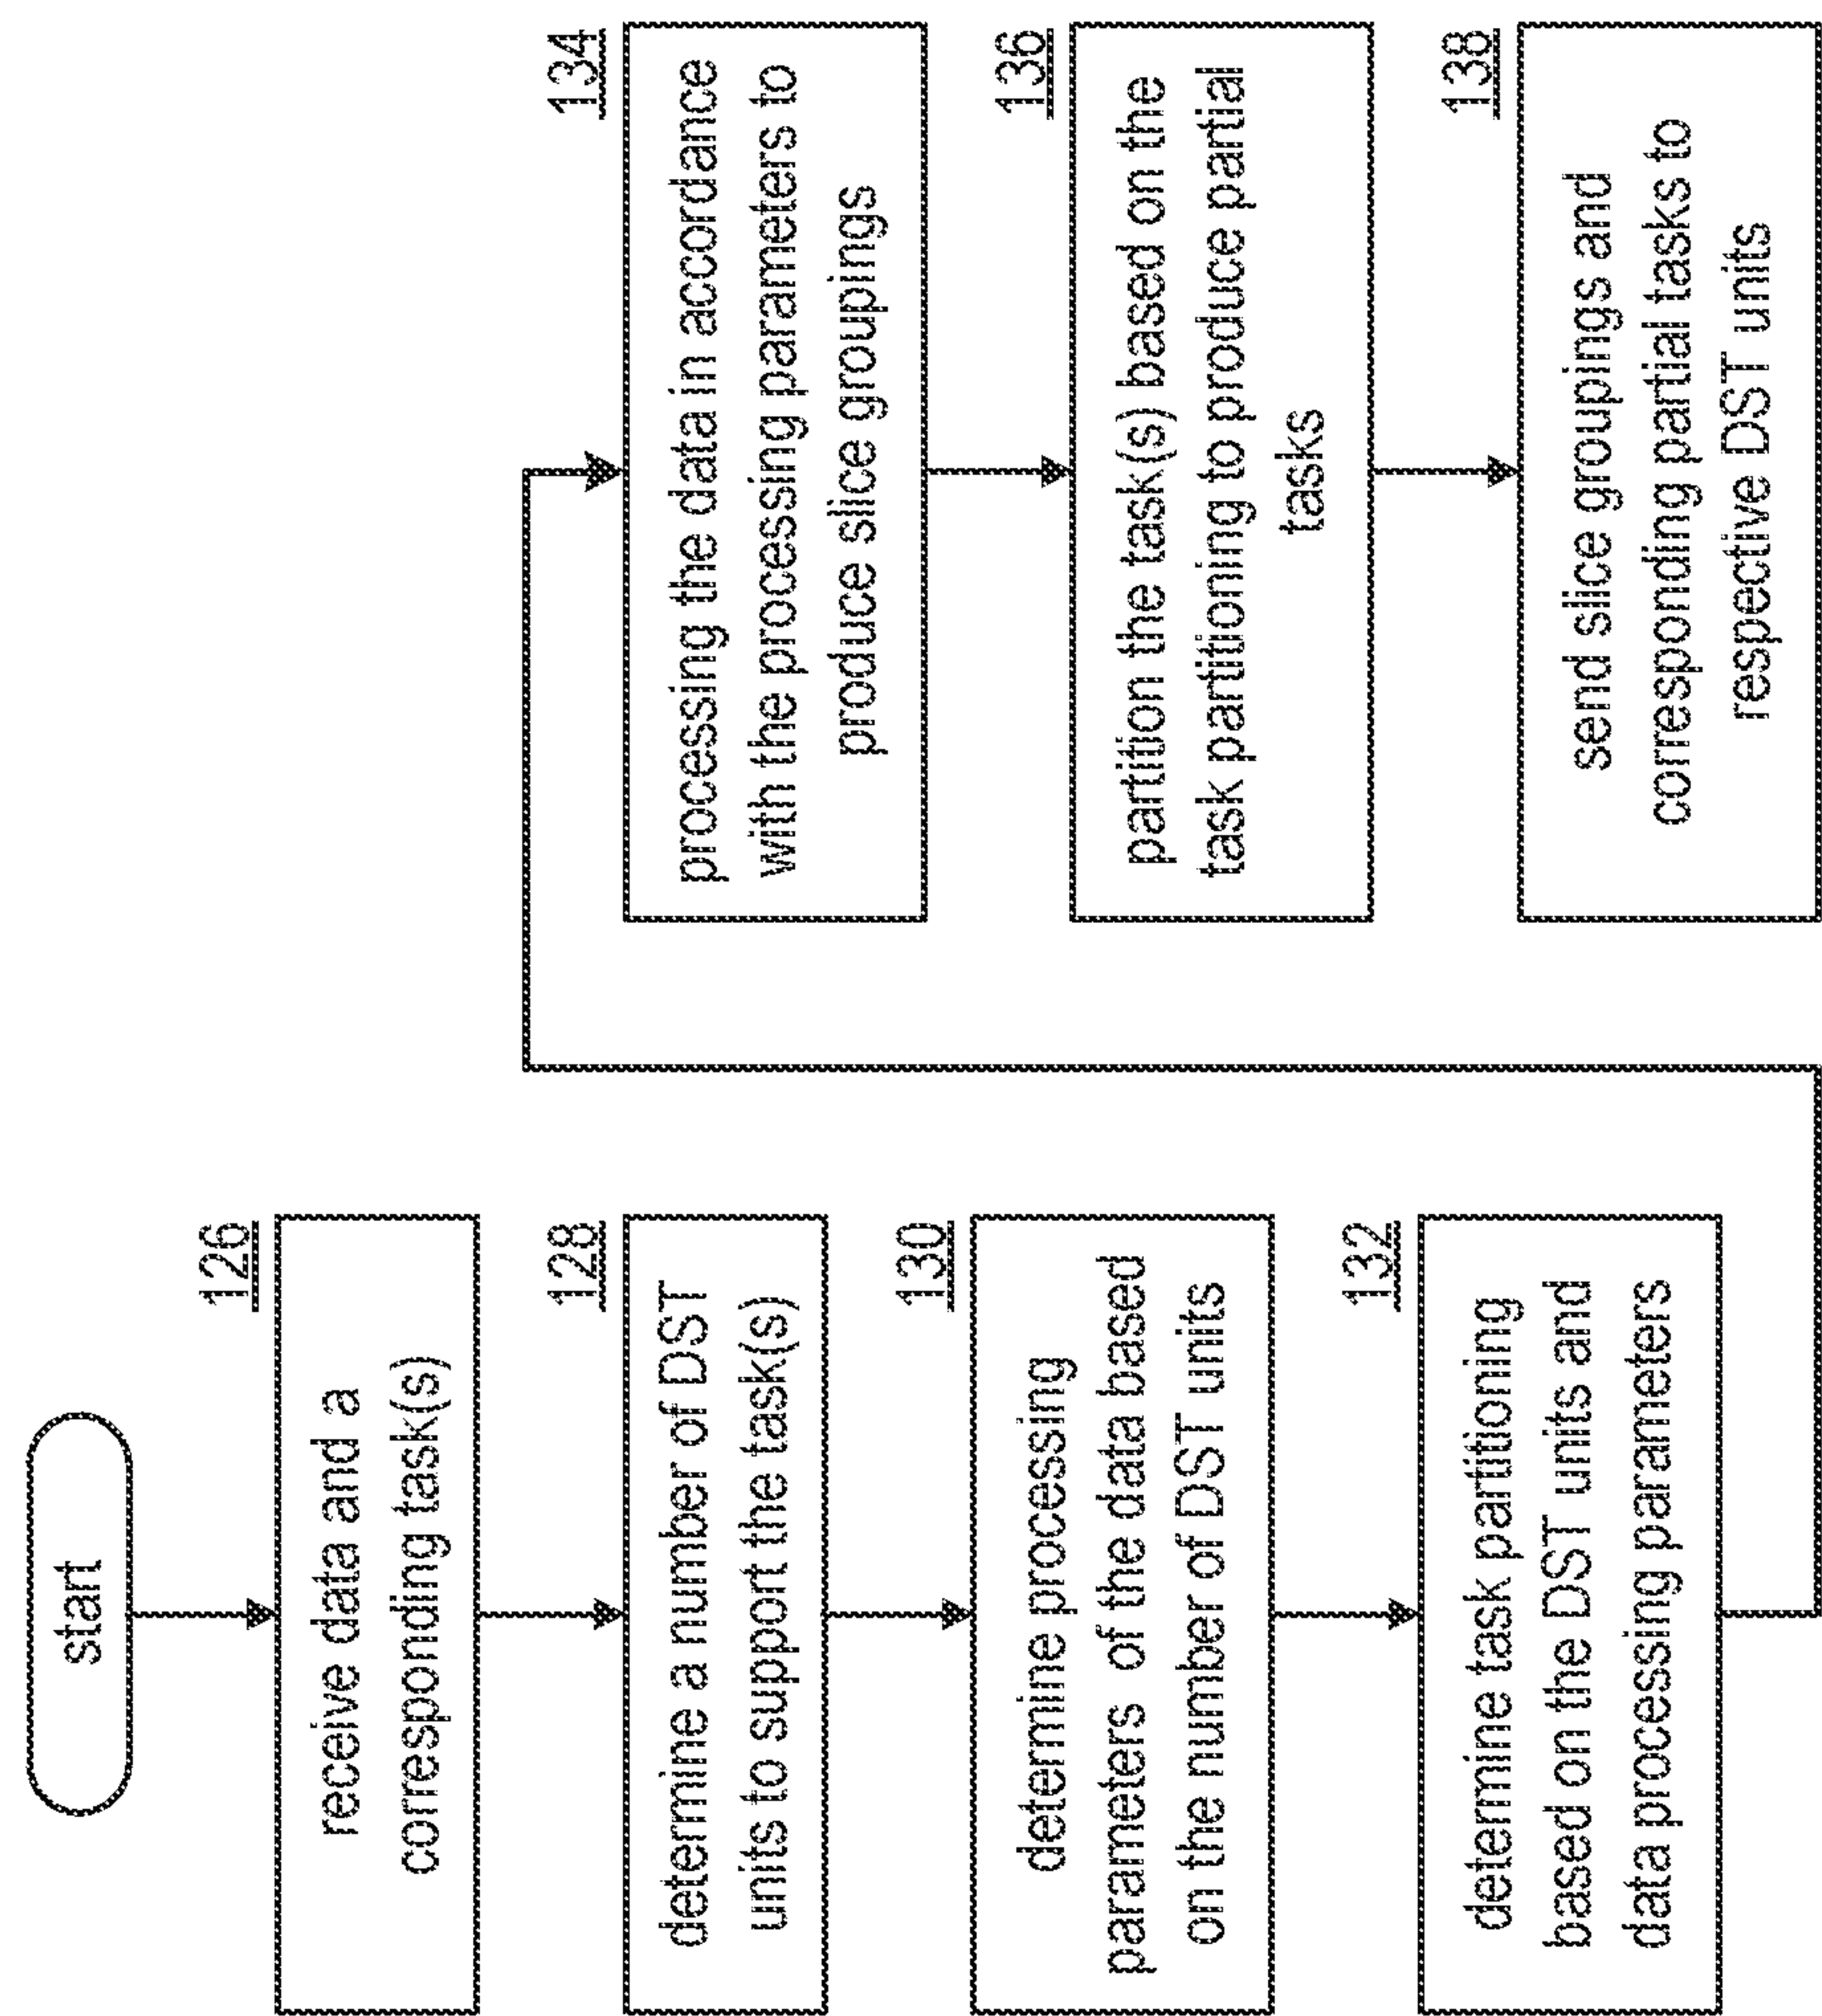 start
126
receive data and a
corresponding task(s)
128
determine a number of DST
units to support the task(s)
130
determine processing
parameters of the data based
on the number of DST units
132
determine task partitioning
based on the DST units and
data processing parameters
134
processing the data in accordance
with the processing parameters to
produce slice groupings
136
partition the task(s) based on the
task partitioning to produce partial
tasks
138
send slice groupings and
corresponding partial tasks to
respective DST units